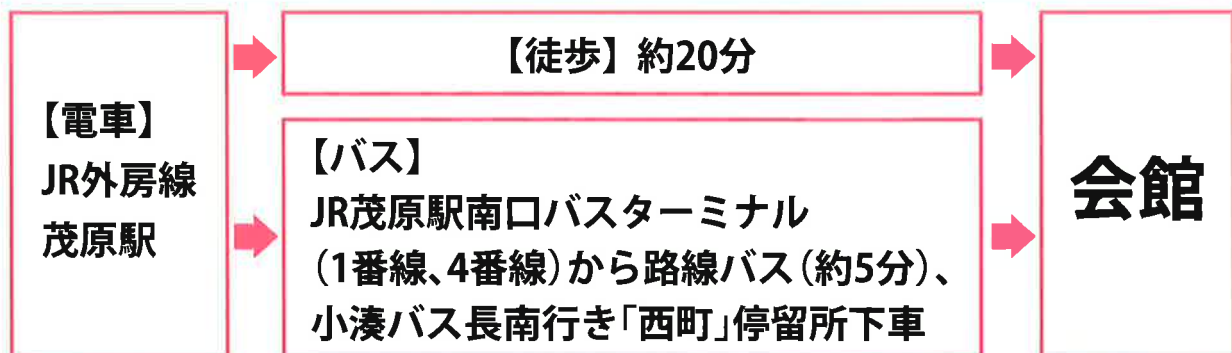 【電車】
JR外房線
茂原駅
【徒歩】約20分
【バス】
JR茂原駅南口バスターミナル
(1番線、4番線)から路線バス(約5分)、
小湊バス長南行き「西町」停留所下車
会館